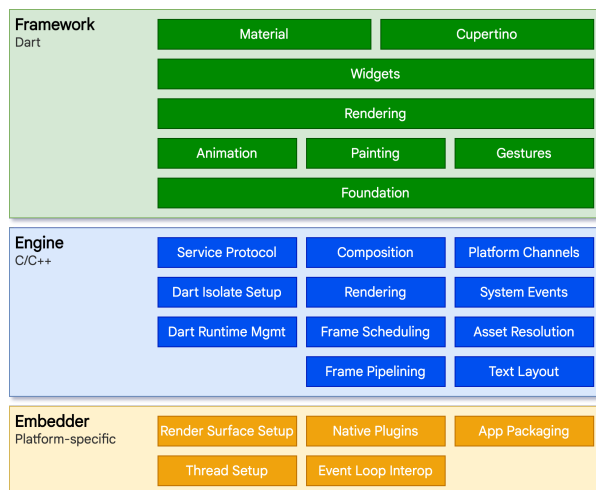 Framework
Dart
Material
Cupertino
Widgets
Rendering
Animation
Painting
Gestures
Foundation
Engine
C/C++
Service Protocol
Composition
Platform Channels
Dart Isolate Setup
Rendering
System Events
Dart Runtime Mgmt
Frame Scheduling
Asset Resolution
Frame Pipelining
Text Layout
Embedder
Platform-specific
Render Surface Setup
Native Plugins
App Packaging
Thread Setup
Event Loop Interop